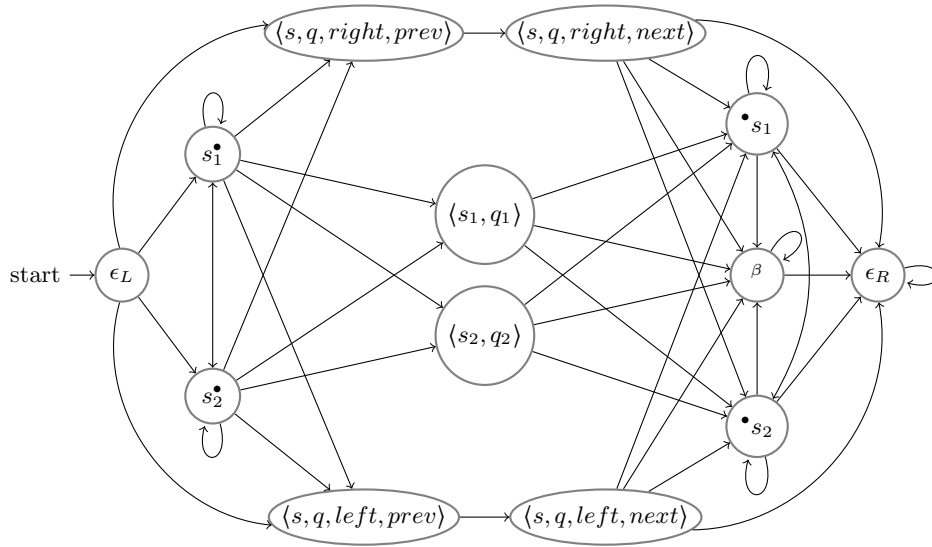 ⟨s, q, right, prev⟩ ⟨s, q, right, next⟩
•s₁
s₁•
⟨s₁, q₁⟩
start ϵL β ϵR
⟨s₂, q₂⟩
s₂•
•s₂
⟨s, q, left, prev⟩ ⟨s, q, left, next⟩